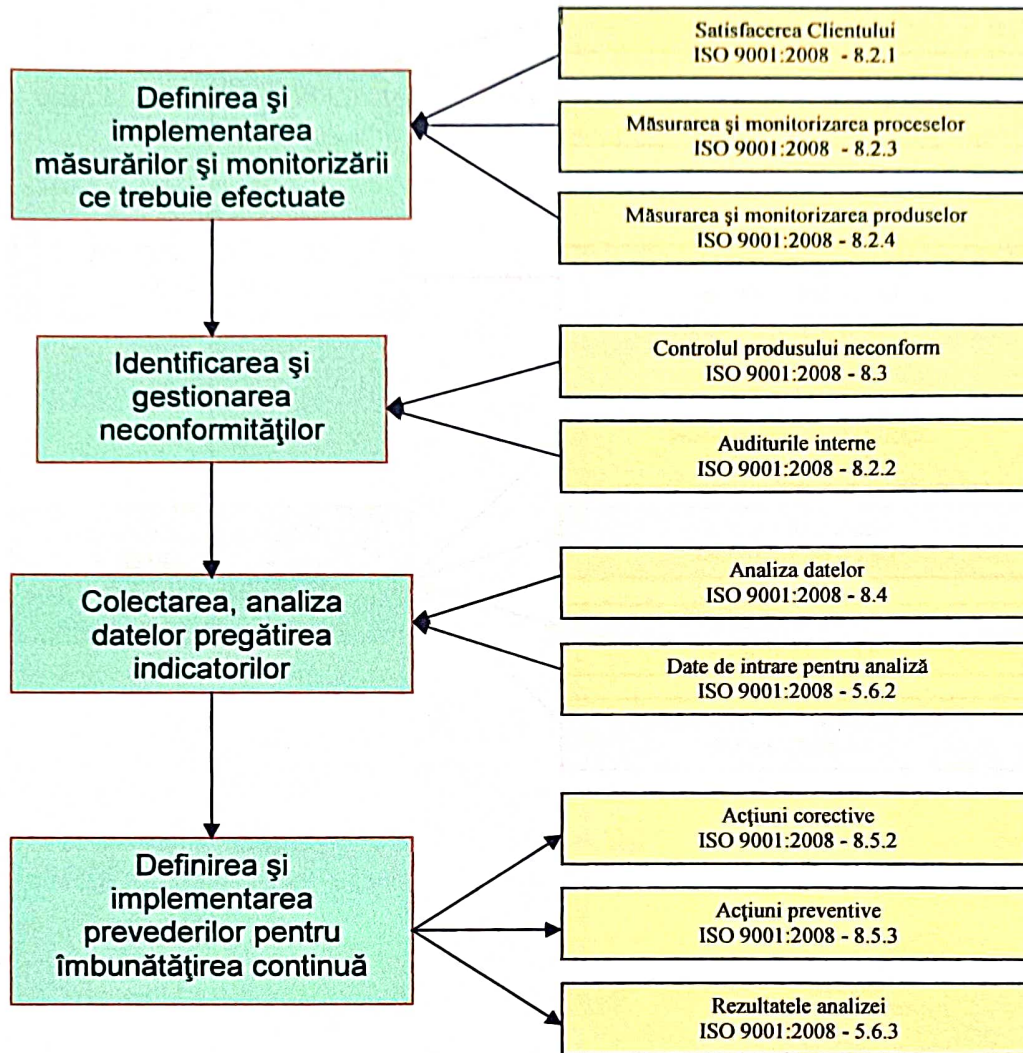 Definirea şi
implementarea
măsurărilor şi monitorizării
ce trebuie efectuate
Satisfacerea Clientului
ISO 9001:2008 - 8.2.1
Măsurarea şi monitorizarea proceselor
ISO 9001:2008 - 8.2.3
Măsurarea şi monitorizarea produselor
ISO 9001:2008 - 8.2.4
Identificarea şi
gestionarea
neconformităţilor
Controlul produsului neconform
ISO 9001:2008 - 8.3
Auditurile interne
ISO 9001:2008 - 8.2.2
Colectarea, analiza
datelor pregătirea
indicatorilor
Analiza datelor
ISO 9001:2008 - 8.4
Date de intrare pentru analiză
ISO 9001:2008 - 5.6.2
Definirea şi
implementarea
prevederilor pentru
îmbunătăţirea continuă
Acţiuni corective
ISO 9001:2008 - 8.5.2
Acţiuni preventive
ISO 9001:2008 - 8.5.3
Rezultatele analizei
ISO 9001:2008 - 5.6.3